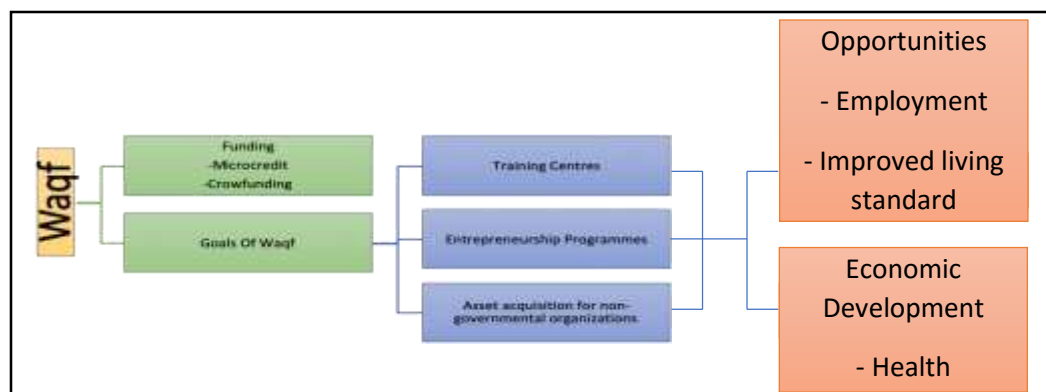 Waqf
Funding
-Microcredit
-Crowfunding
Goals Of Waqf
Training Centres
Entrepreneurship Programmes
Asset acquisition for non-
governmental organizations
Opportunities
- Employment
- Improved living
standard
Economic
Development
- Health